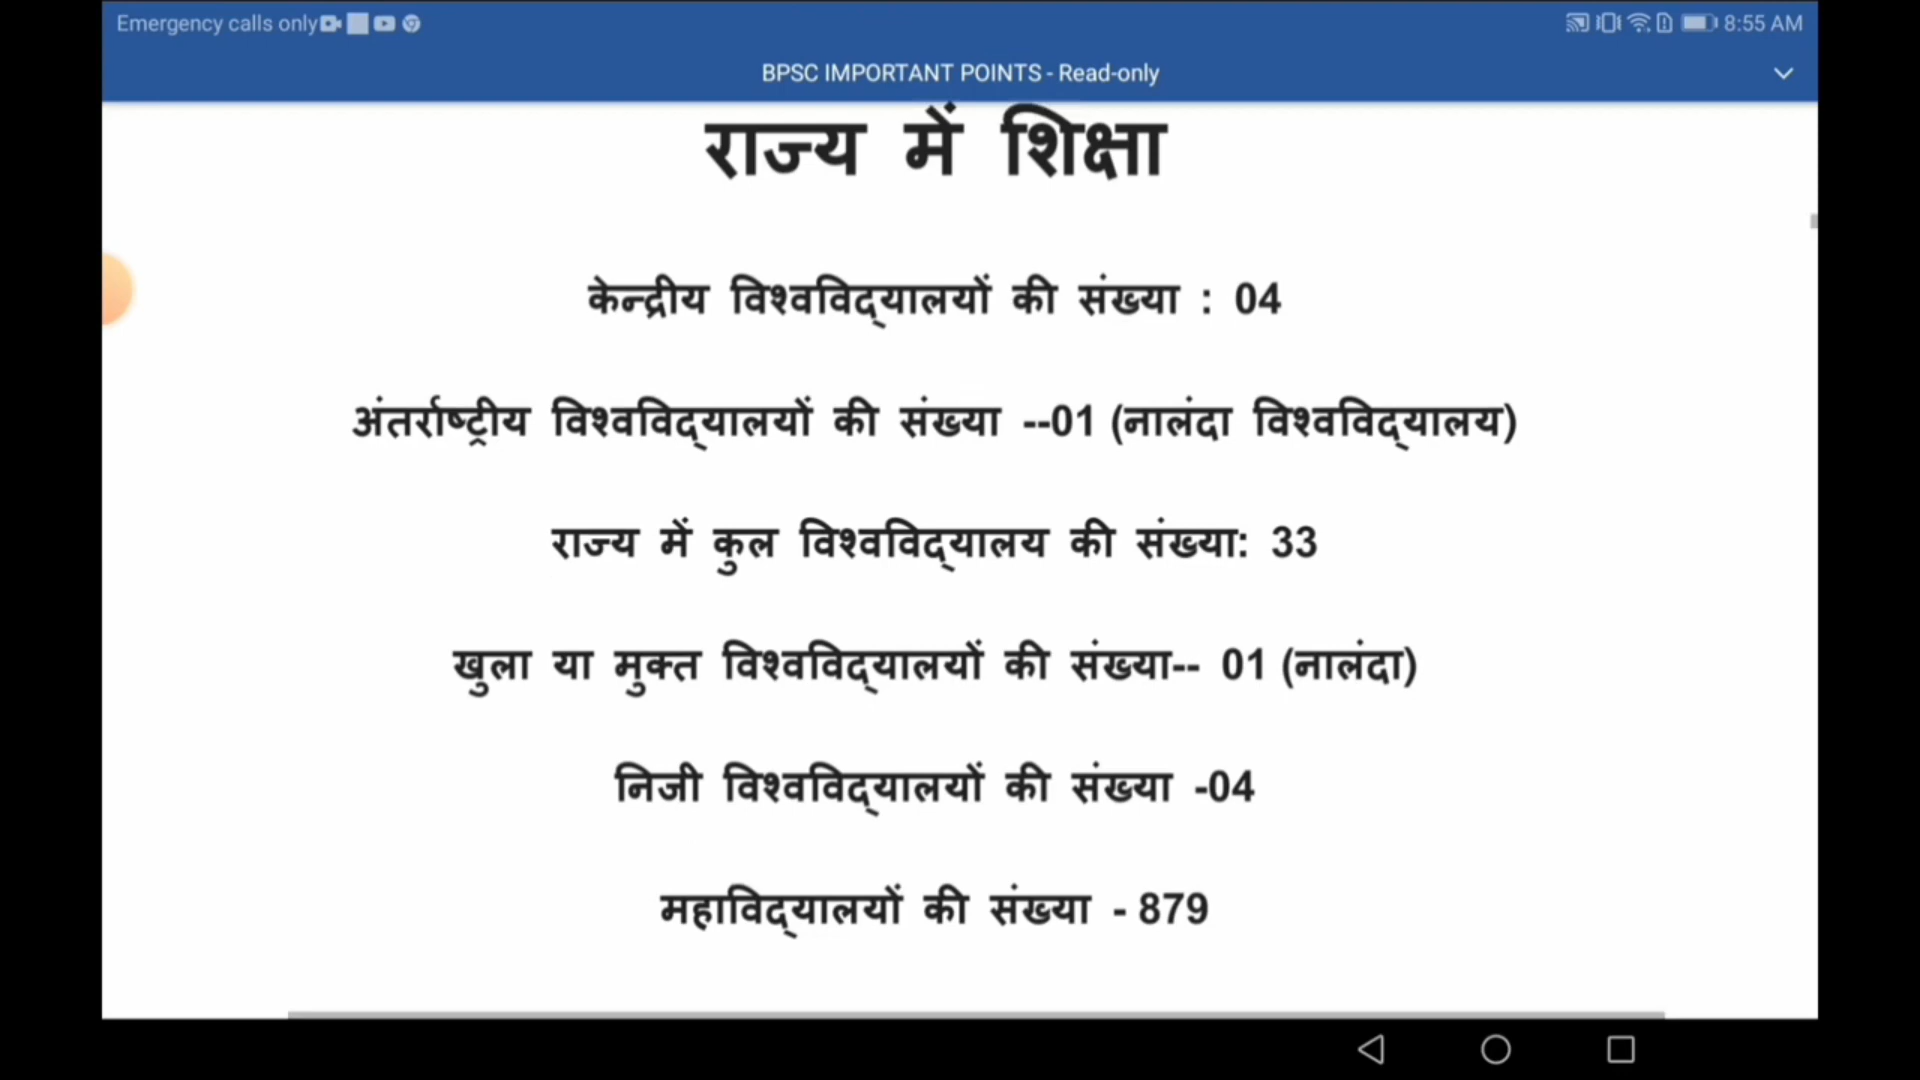 Emergency calls only
8:55 AM
BPSC IMPORTANT POINTS - Read-only
राज्य में शिक्षा
केन्द्रीय विश्वविद्यालयों की संख्या : 04
अंतर्राष्ट्रीय विश्वविद्यालयों की संख्या --01 (नालंदा विश्वविद्यालय)
राज्य में कुल विश्वविद्यालय की संख्या: 33
खुला या मुक्त विश्वविद्यालयों की संख्या-- 01 (नालंदा)
निजी विश्वविद्यालयों की संख्या -04
महाविद्यालयों की संख्या - 879